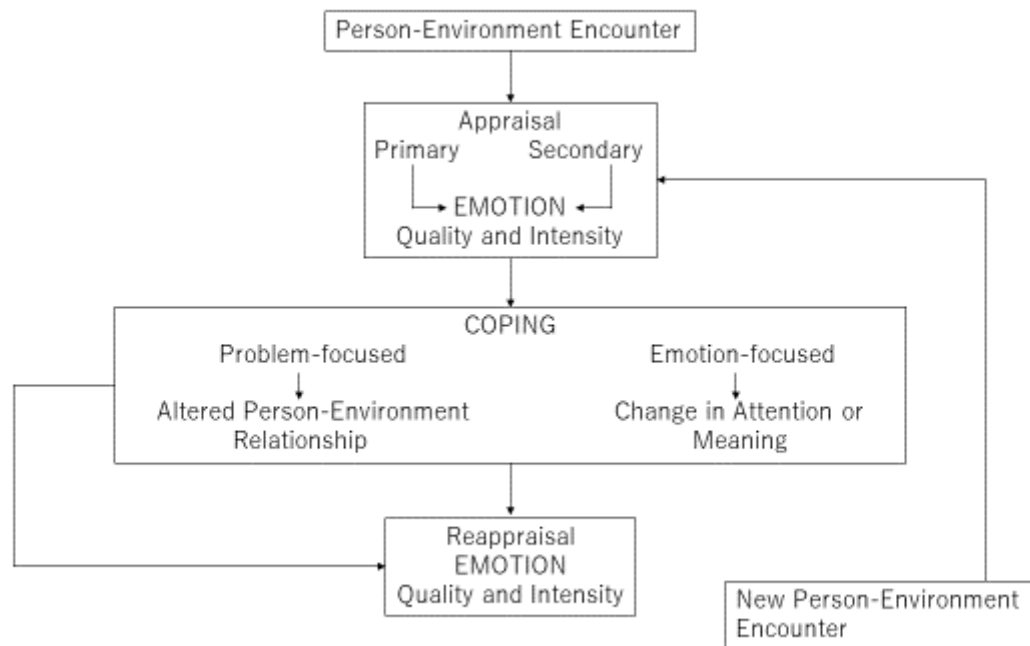 Person-Environment Encounter
Appraisal
Primary Secondary
EMOTION
Quality and Intensity
COPING
Problem-focused
Altered Person-Environment
Relationship
Emotion-focused
Change in Attention or
Meaning
Reappraisal
EMOTION
Quality and Intensity
New Person-Environment
Encounter